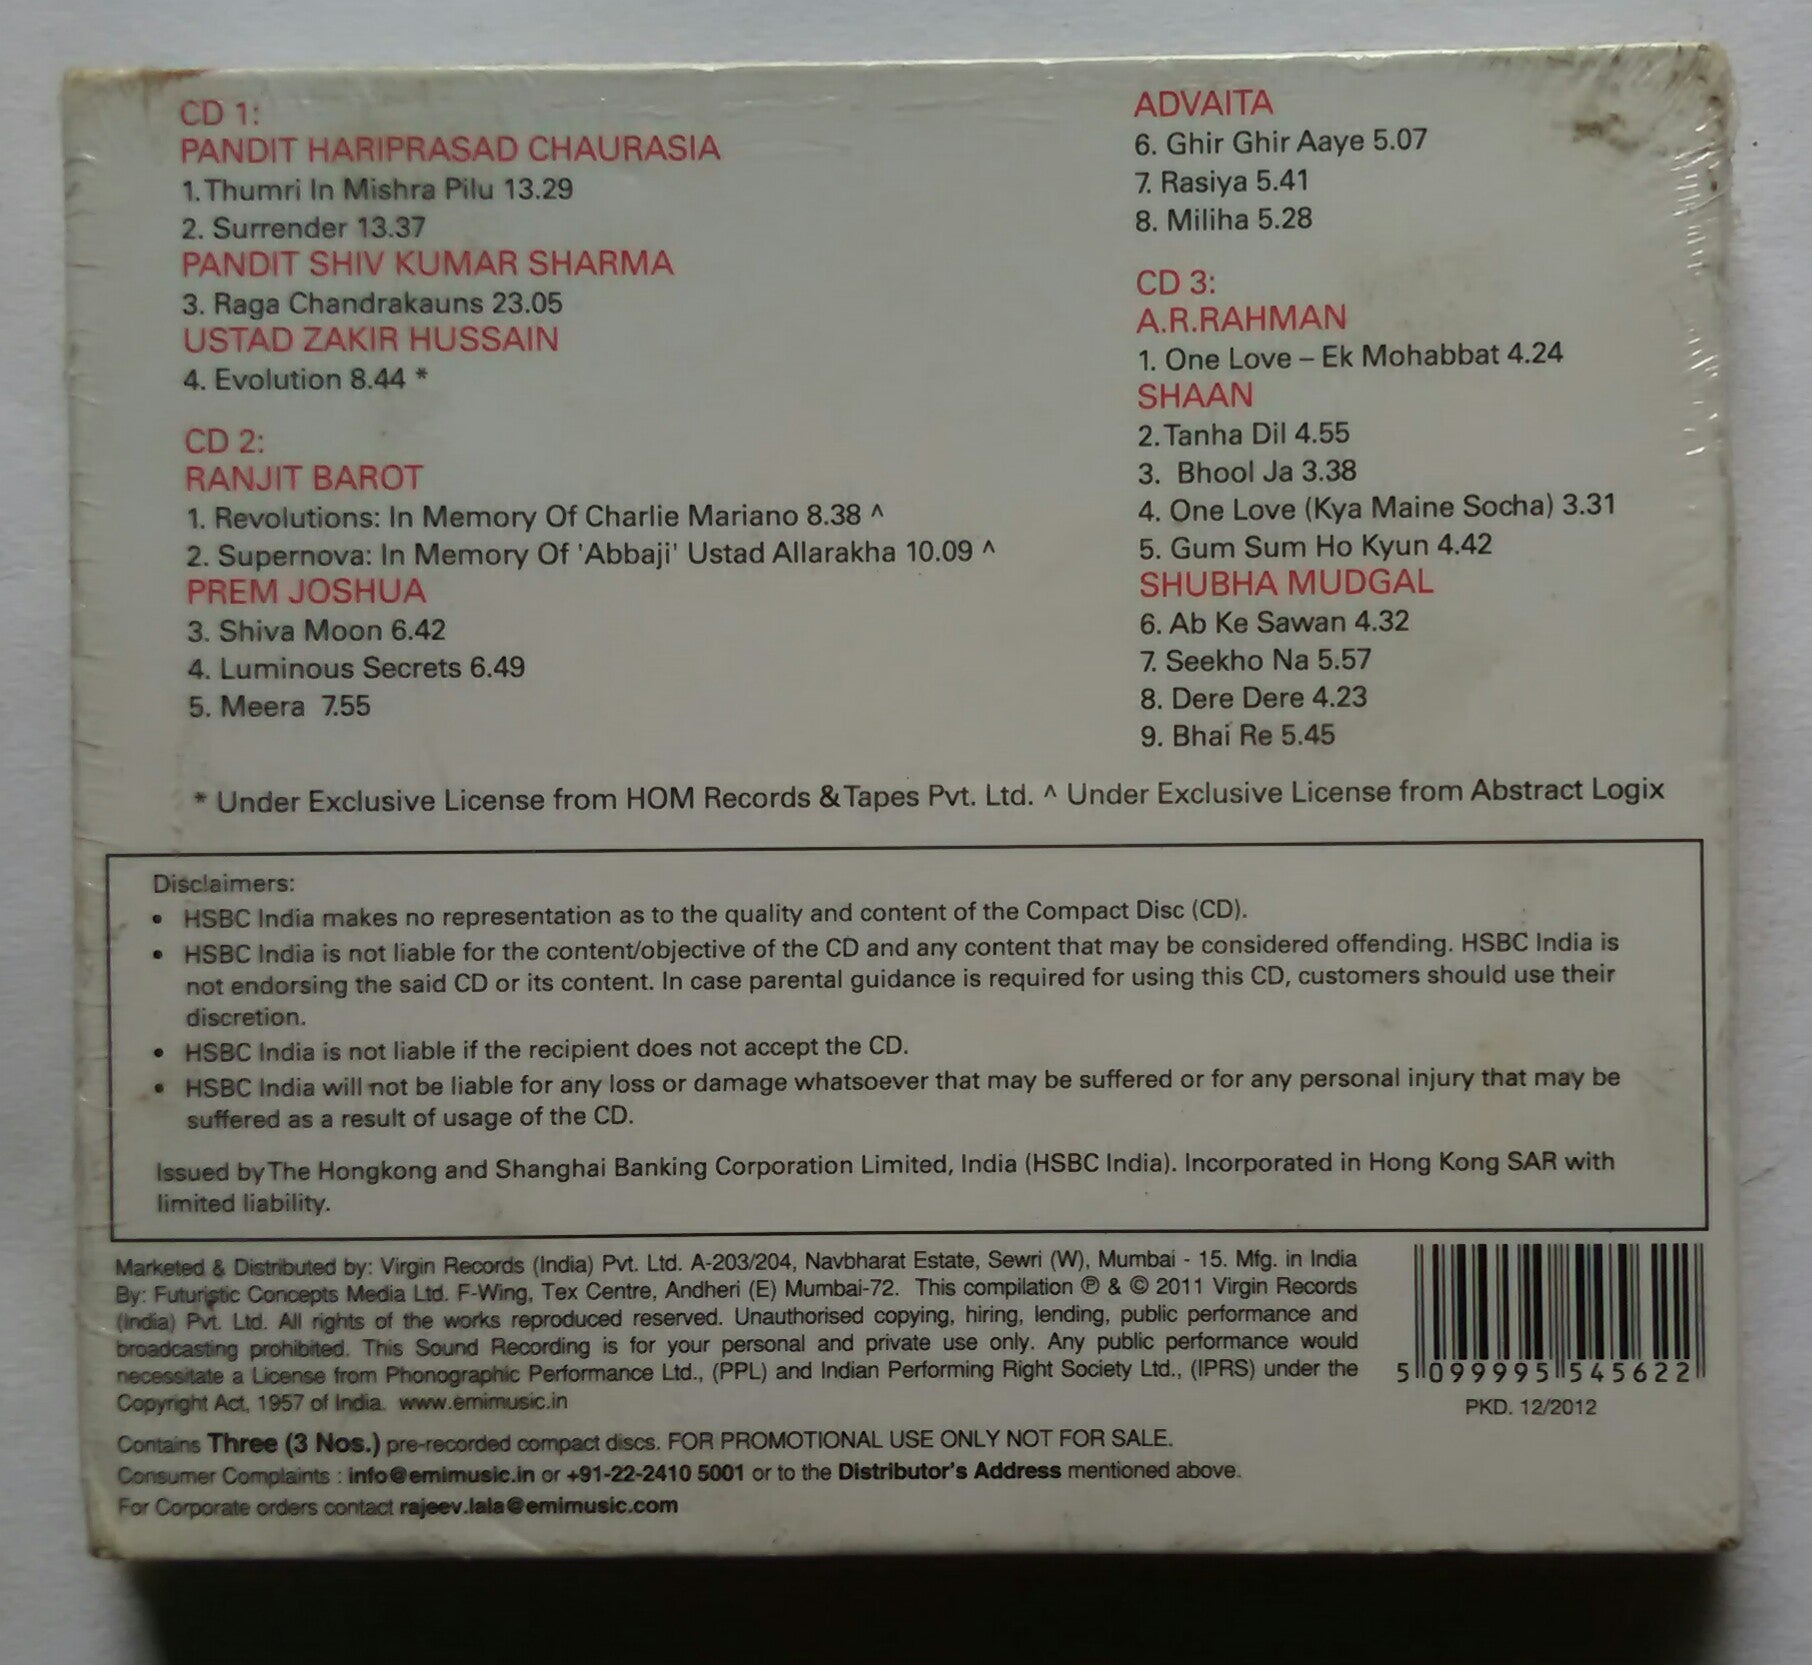 CD 1:
PANDIT HARIPRASAD CHAURASIA
1. Thumri In Mishra Pilu 13.29
2. Surrender 13.37
PANDIT SHIV KUMAR SHARMA
3. Raga Chandrakauns 23.05
USTAD ZAKIR HUSSAIN
4. Evolution 8.44 *
CD 2:
RANJIT BAROT
1. Revolutions: In Memory Of Charlie Mariano 8.38 ^
2. Supernova: In Memory Of 'Abbaji' Ustad Allarakha 10.09 ^
PREM JOSHUA
3. Shiva Moon 6.42
4. Luminous Secrets 6.49
5. Meera 7.55
ADVAITA
6. Ghir Ghir Aaye 5.07
7. Rasiya 5.41
8. Miliha 5.28
CD 3:
A.R.RAHMAN
1. One Love – Ek Mohabbat 4.24
SHAAN
2. Tanha Dil 4.55
3. Bhool Ja 3.38
4. One Love (Kya Maine Socha) 3.31
5. Gum Sum Ho Kyun 4.42
SHUBHA MUDGAL
6. Ab Ke Sawan 4.32
7. Seekho Na 5.57
8. Dere Dere 4.23
9. Bhai Re 5.45
* Under Exclusive License from HOM Records & Tapes Pvt. Ltd. ^ Under Exclusive License from Abstract Logix
Disclaimers:
• HSBC India makes no representation as to the quality and content of the Compact Disc (CD).
• HSBC India is not liable for the content/objective of the CD and any content that may be considered offending. HSBC India is
not endorsing the said CD or its content. In case parental guidance is required for using this CD, customers should use their
discretion.
• HSBC India is not liable if the recipient does not accept the CD.
• HSBC India will not be liable for any loss or damage whatsoever that may be suffered or for any personal injury that may be
suffered as a result of usage of the CD.
Issued by The Hongkong and Shanghai Banking Corporation Limited, India (HSBC India). Incorporated in Hong Kong SAR with
limited liability.
Marketed & Distributed by: Virgin Records (India) Pvt. Ltd. A-203/204, Navbharat Estate, Sewri (W), Mumbai - 15. Mfg. in India
By: Futuristic Concepts Media Ltd. F-Wing, Tex Centre, Andheri (E) Mumbai-72. This compilation ℗ & © 2011 Virgin Records
(India) Pvt. Ltd. All rights of the works reproduced reserved. Unauthorised copying, hiring, lending, public performance and
broadcasting prohibited. This Sound Recording is for your personal and private use only. Any public performance would
necessitate a License from Phonographic Performance Ltd., (PPL) and Indian Performing Right Society Ltd., (IPRS) under the
Copyright Act, 1957 of India. www.emimusic.in
Contains Three (3 Nos.) pre-recorded compact discs. FOR PROMOTIONAL USE ONLY NOT FOR SALE.
Consumer Complaints : info@emimusic.in or +91-22-2410 5001 or to the Distributor's Address mentioned above.
For Corporate orders contact rajeev.lala@emimusic.com
5 099995 545622
PKD. 12/2012